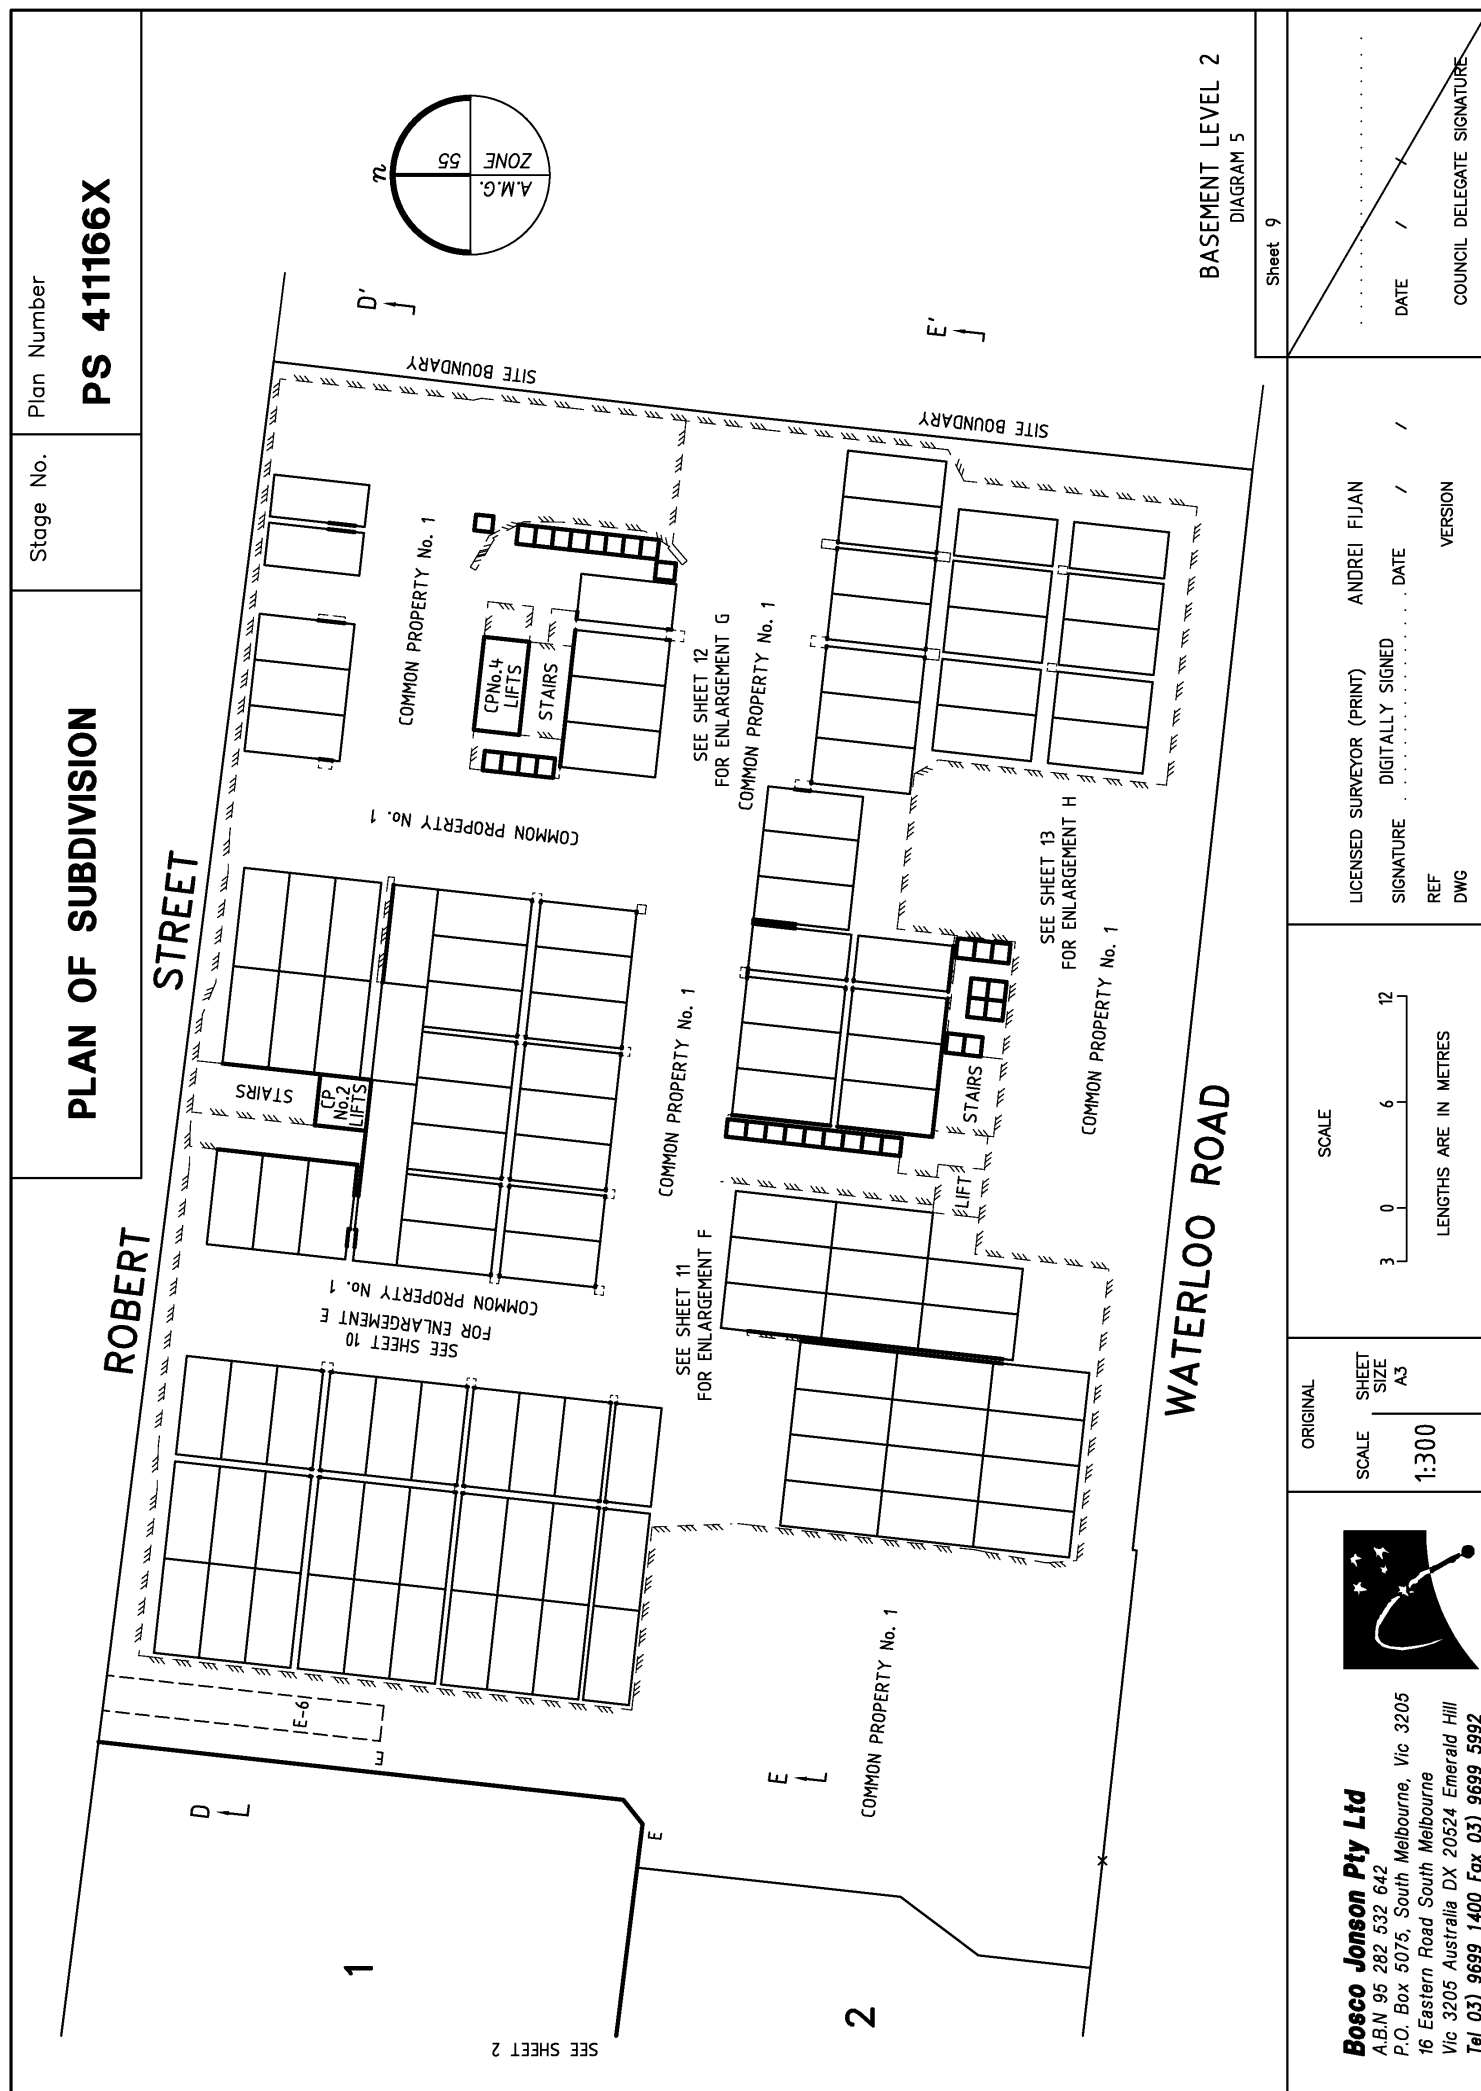 PLAN OF SUBDIVISION
Stage No.
Plan Number
PS 411166X
ROBERT
STREET
WATERLOO ROAD
n
A.M.G.
ZONE
55
D
D'
E
E'
SITE BOUNDARY
SITE BOUNDARY
1
2
SEE SHEET 2
E-6
E
E
SEE SHEET 10
FOR ENLARGEMENT E
COMMON PROPERTY No. 1
STAIRS
CP
No.2
LIFTS
COMMON PROPERTY No. 1
COMMON PROPERTY No. 1
CPNo.4
LIFTS
STAIRS
SEE SHEET 12
FOR ENLARGEMENT G
COMMON PROPERTY No. 1
COMMON PROPERTY No. 1
SEE SHEET 11
FOR ENLARGEMENT F
LIFT
STAIRS
SEE SHEET 13
FOR ENLARGEMENT H
COMMON PROPERTY No. 1
COMMON PROPERTY No. 1
BASEMENT LEVEL 2
DIAGRAM 5
Sheet 9
Bosco Jonson Pty Ltd
A.B.N 95 282 532 642
P.O. Box 5075, South Melbourne, Vic 3205
16 Eastern Road South Melbourne
Vic 3205 Australia DX 20524 Emerald Hill
Tel 03) 9699 1400 Fax 03) 9699 5992
ORIGINAL
SCALE
SHEET
SIZE
A3
1:300
SCALE
3 0 6 12
LENGTHS ARE IN METRES
LICENSED SURVEYOR (PRINT) ANDREI FIJAN
SIGNATURE DIGITALLY SIGNED DATE / /
REF
DWG
VERSION
DATE / /
COUNCIL DELEGATE SIGNATURE